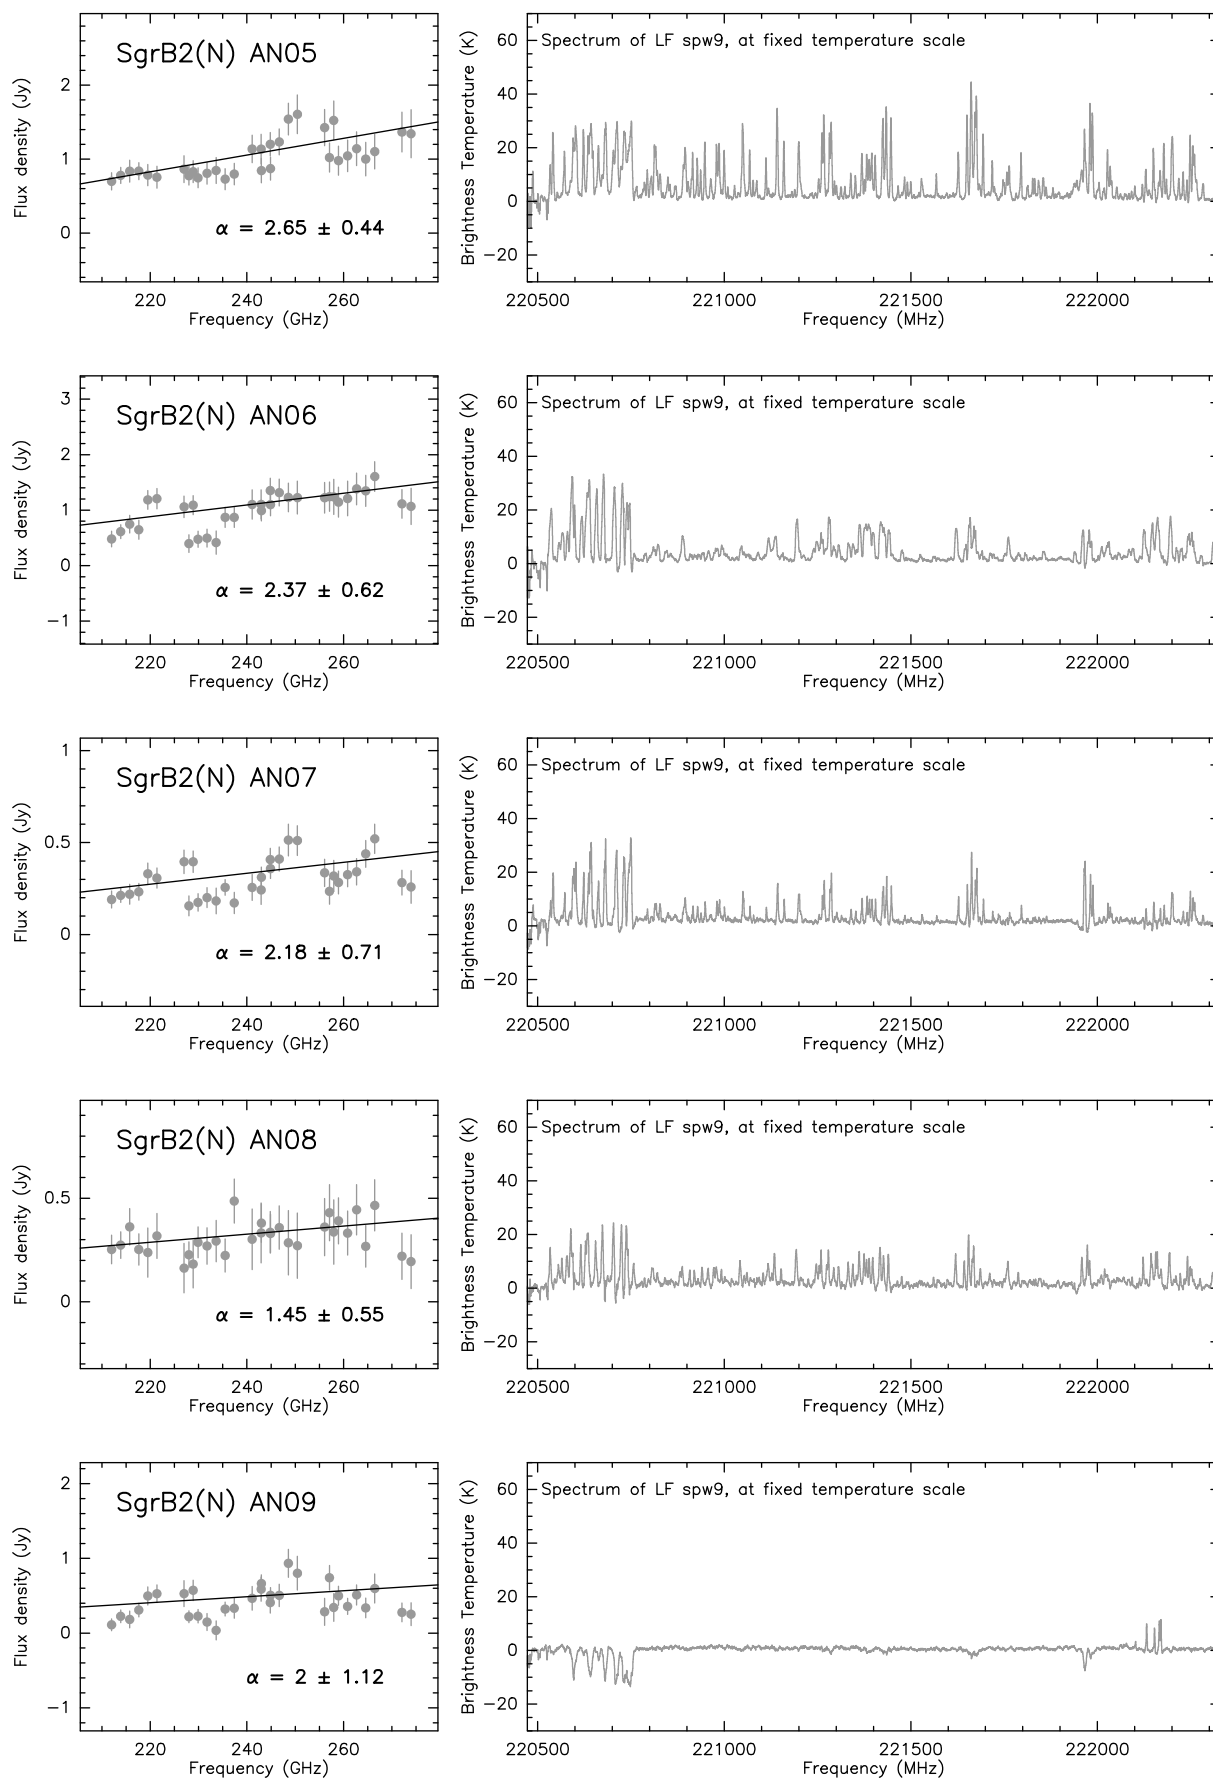 SgrB2(N) AN05
Flux density (Jy)
2
1
0
α = 2.65 ± 0.44
220 240 260
Frequency (GHz)
Spectrum of LF spw9, at fixed temperature scale
Brightness Temperature (K)
60
40
20
0
−20
220500 221000 221500 222000
Frequency (MHz)
SgrB2(N) AN06
Flux density (Jy)
3
2
1
0
−1
α = 2.37 ± 0.62
220 240 260
Frequency (GHz)
Spectrum of LF spw9, at fixed temperature scale
Brightness Temperature (K)
60
40
20
0
−20
220500 221000 221500 222000
Frequency (MHz)
SgrB2(N) AN07
Flux density (Jy)
1
0.5
0
α = 2.18 ± 0.71
220 240 260
Frequency (GHz)
Spectrum of LF spw9, at fixed temperature scale
Brightness Temperature (K)
60
40
20
0
−20
220500 221000 221500 222000
Frequency (MHz)
SgrB2(N) AN08
Flux density (Jy)
0.5
0
α = 1.45 ± 0.55
220 240 260
Frequency (GHz)
Spectrum of LF spw9, at fixed temperature scale
Brightness Temperature (K)
60
40
20
0
−20
220500 221000 221500 222000
Frequency (MHz)
SgrB2(N) AN09
Flux density (Jy)
2
1
0
−1
α = 2 ± 1.12
220 240 260
Frequency (GHz)
Spectrum of LF spw9, at fixed temperature scale
Brightness Temperature (K)
60
40
20
0
−20
220500 221000 221500 222000
Frequency (MHz)